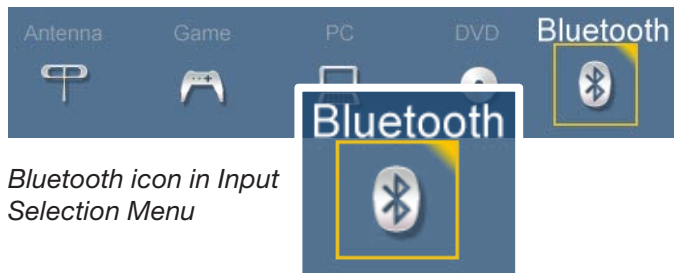 Antenna Game PC DVD Bluetooth
Bluetooth
Bluetooth icon in Input
Selection Menu